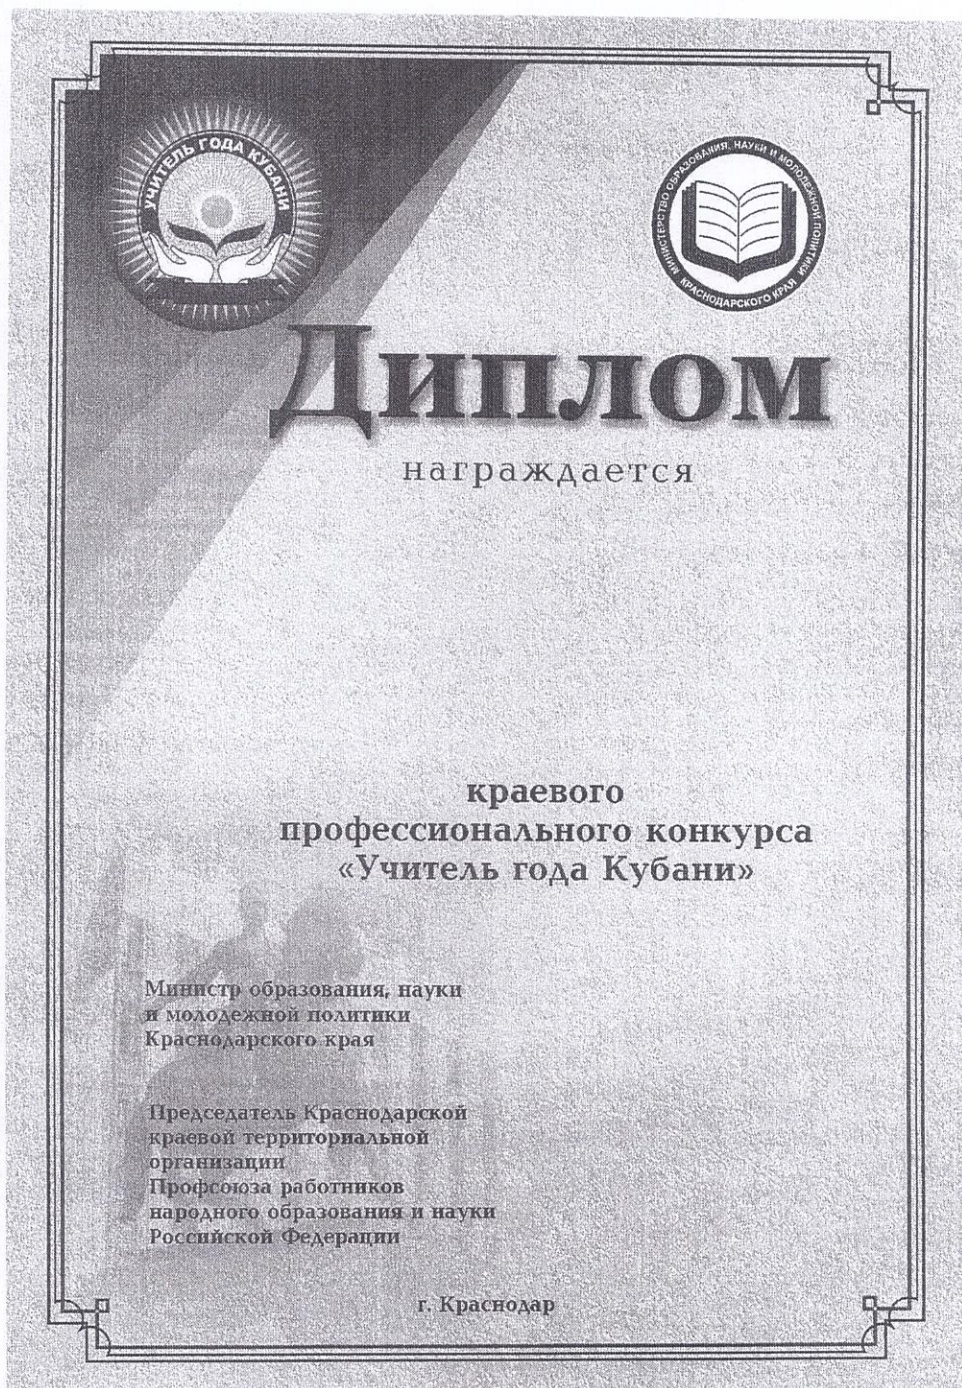 УЧИТЕЛЬ ГОДА КУБАНИ
МИНИСТЕРСТВО ОБРАЗОВАНИЯ, НАУКИ И МОЛОДЕЖНОЙ ПОЛИТИКИ
КРАСНОДАРСКОГО КРАЯ
Диплом
награждается
краевого
профессионального конкурса
«Учитель года Кубани»
Министр образования, науки
и молодежной политики
Краснодарского края
Председатель Краснодарской
краевой территориальной
организации
Профсоюза работников
народного образования и науки
Российской Федерации
г. Краснодар